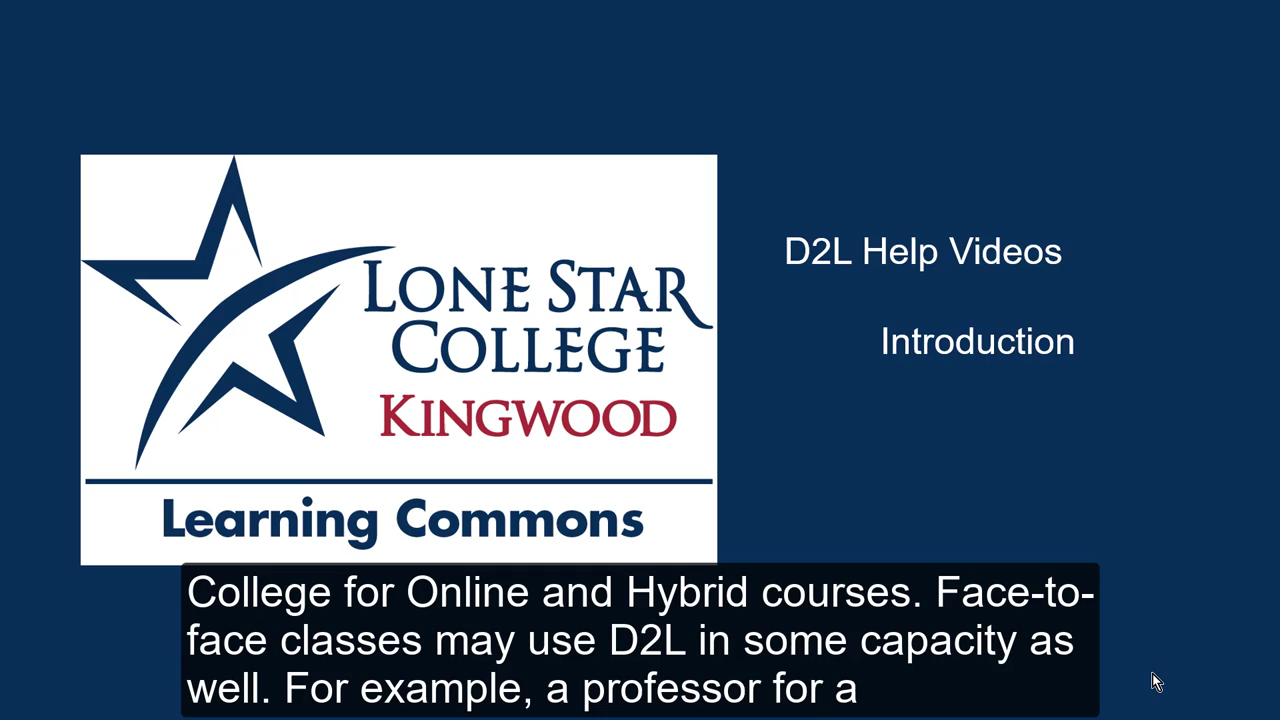 LONE STAR
COLLEGE
KINGWOOD
Learning Commons
D2L Help Videos
Introduction
College for Online and Hybrid courses. Face-to-
face classes may use D2L in some capacity as
well. For example, a professor for a